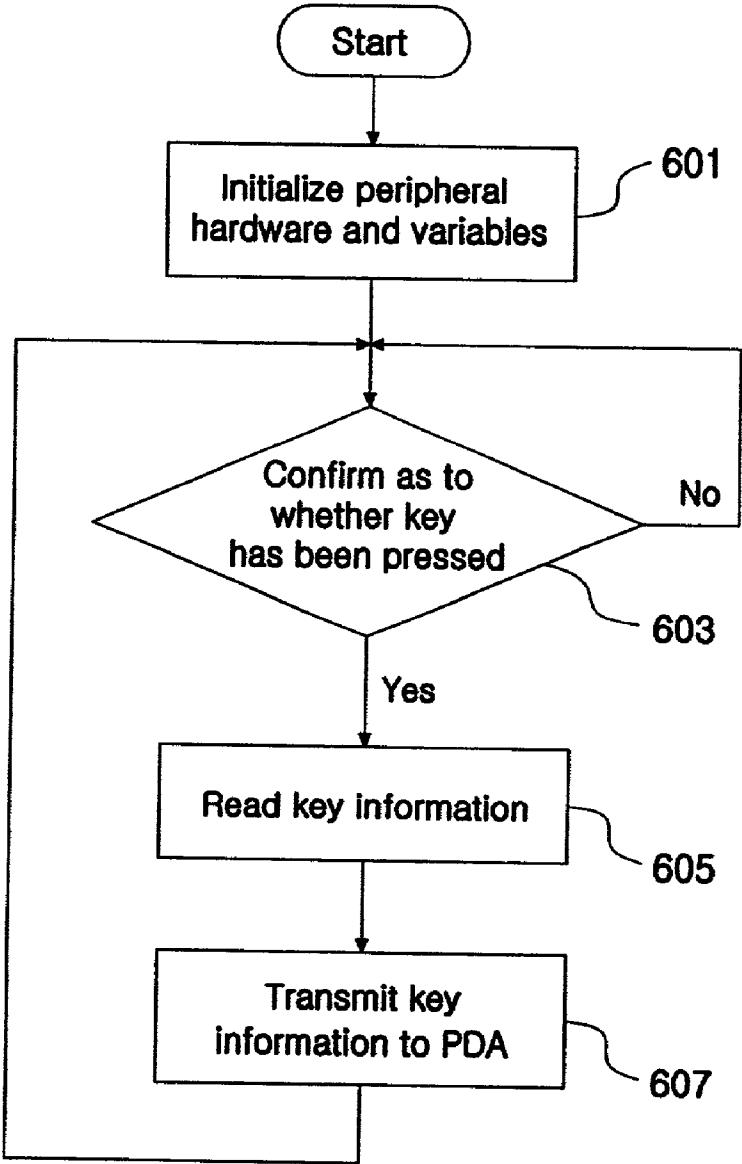 Start
Initialize peripheral
hardware and variables
601
Confirm as to
whether key
has been pressed
No
603
Yes
Read key information
605
Transmit key
information to PDA
607